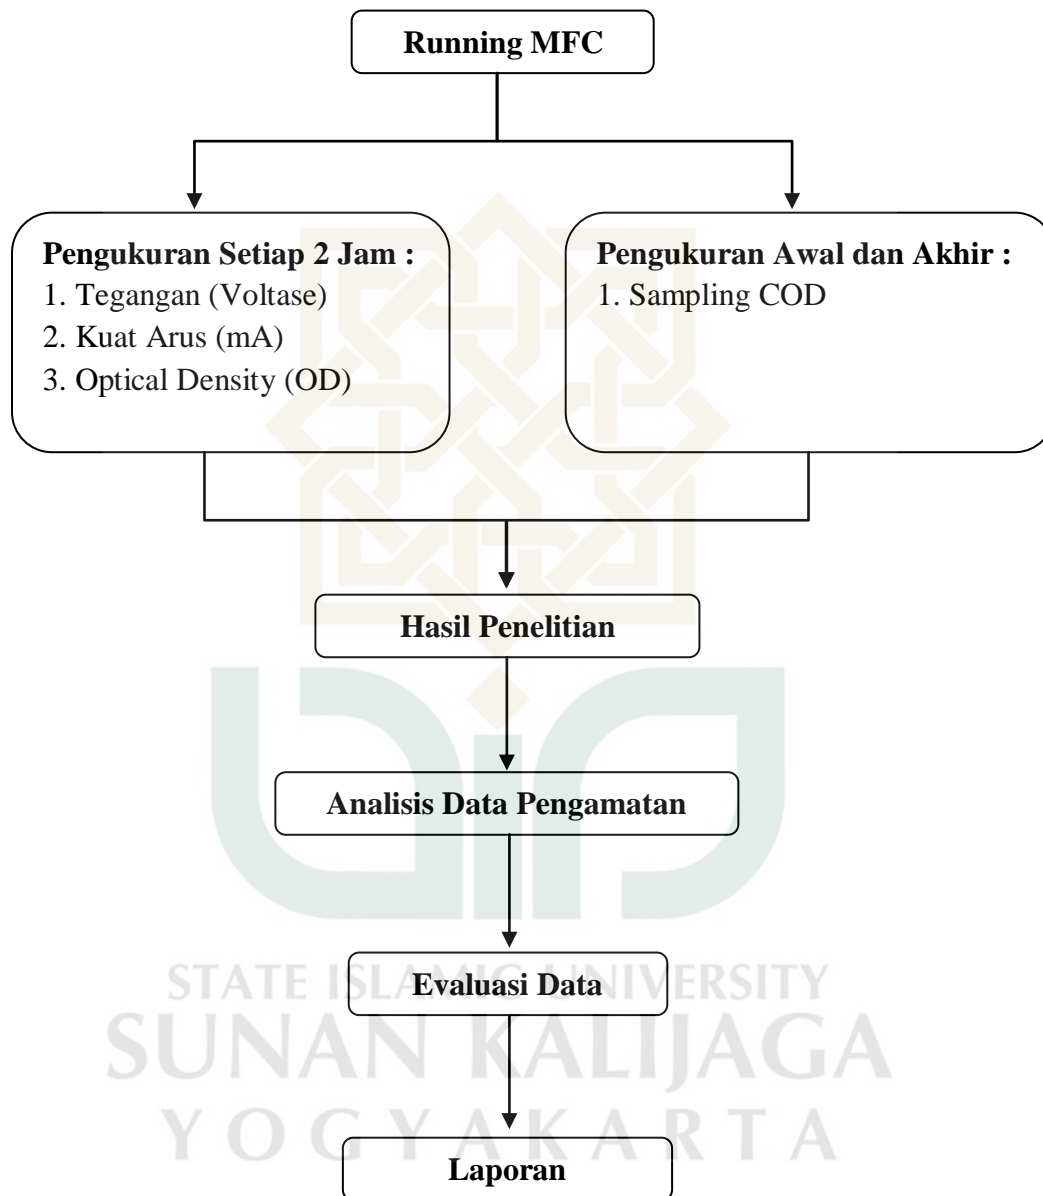 Running MFC
Pengukuran Setiap 2 Jam :
1. Tegangan (Voltase)
2. Kuat Arus (mA)
3. Optical Density (OD)
Pengukuran Awal dan Akhir :
1. Sampling COD
Hasil Penelitian
Analisis Data Pengamatan
Evaluasi Data
STATE ISLAMIC UNIVERSITY
SUNAN KALIJAGA
YOGYAKARTA
Laporan